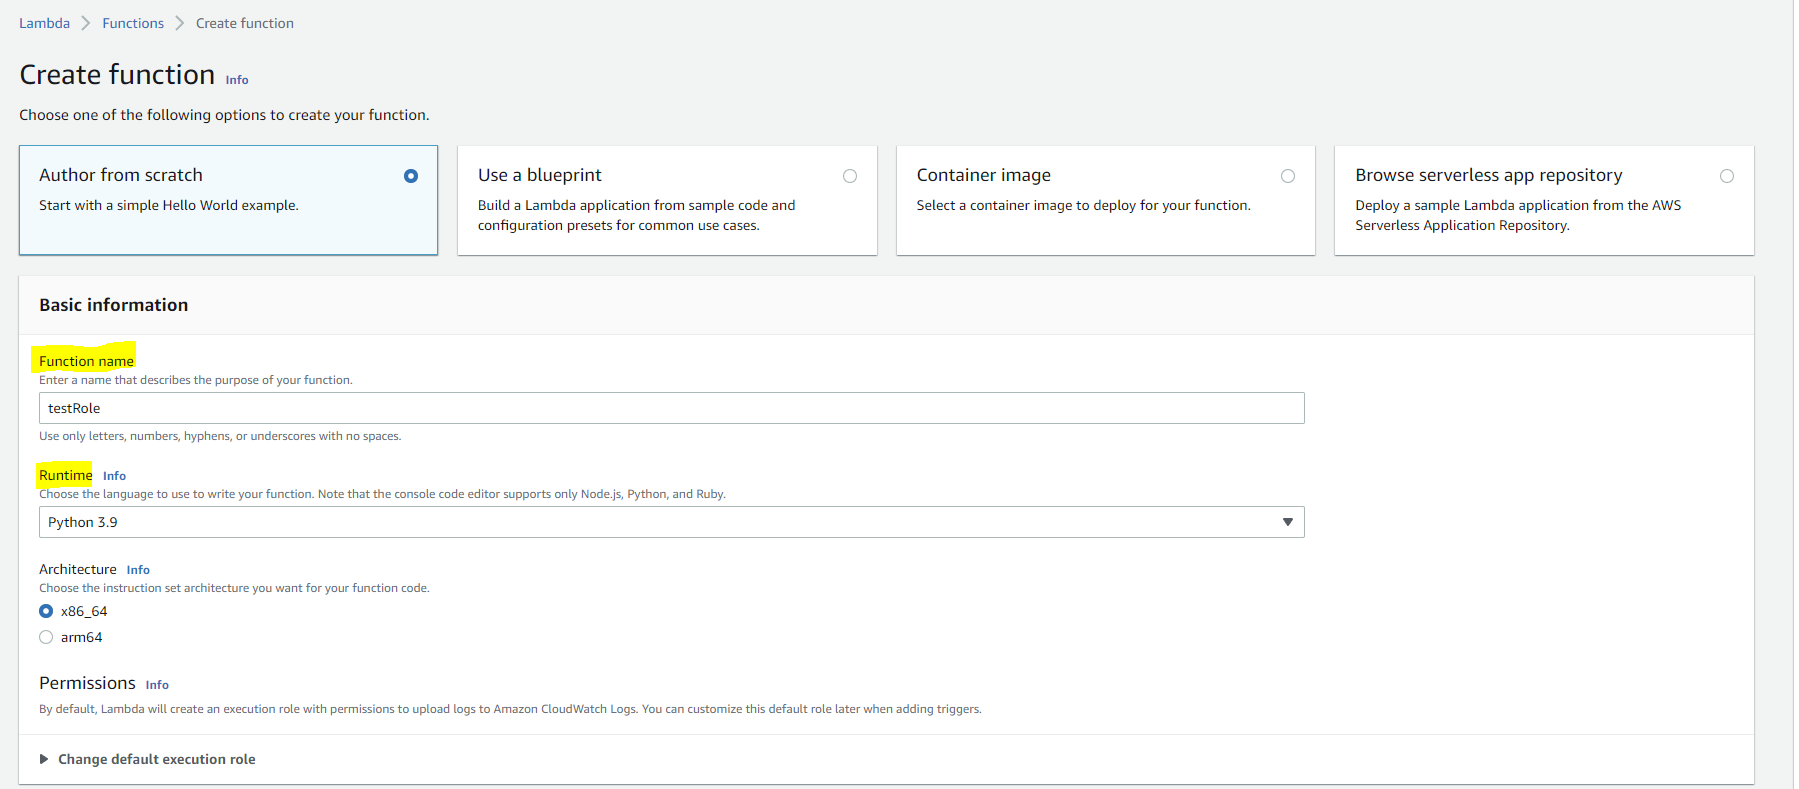 Lambda > Functions > Create function
Create function Info
Choose one of the following options to create your function.
Author from scratch
Start with a simple Hello World example.
Use a blueprint
Build a Lambda application from sample code and
configuration presets for common use cases.
Container image
Select a container image to deploy for your function.
Browse serverless app repository
Deploy a sample Lambda application from the AWS
Serverless Application Repository.
Basic information
Function name
Enter a name that describes the purpose of your function.
testRole
Use only letters, numbers, hyphens, or underscores with no spaces.
Runtime Info
Choose the language to use to write your function. Note that the console code editor supports only Node.js, Python, and Ruby.
Python 3.9
Architecture Info
Choose the instruction set architecture you want for your function code.
x86_64
arm64
Permissions Info
By default, Lambda will create an execution role with permissions to upload logs to Amazon CloudWatch Logs. You can customize this default role later when adding triggers.
Change default execution role